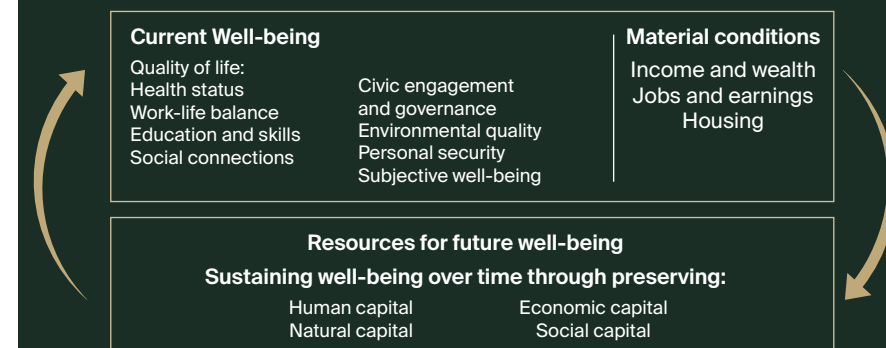 Current Well-being
Quality of life:
Health status
Work-life balance
Education and skills
Social connections
Civic engagement
and governance
Environmental quality
Personal security
Subjective well-being
Material conditions
Income and wealth
Jobs and earnings
Housing
Resources for future well-being
Sustaining well-being over time through preserving:
Human capital
Natural capital
Economic capital
Social capital